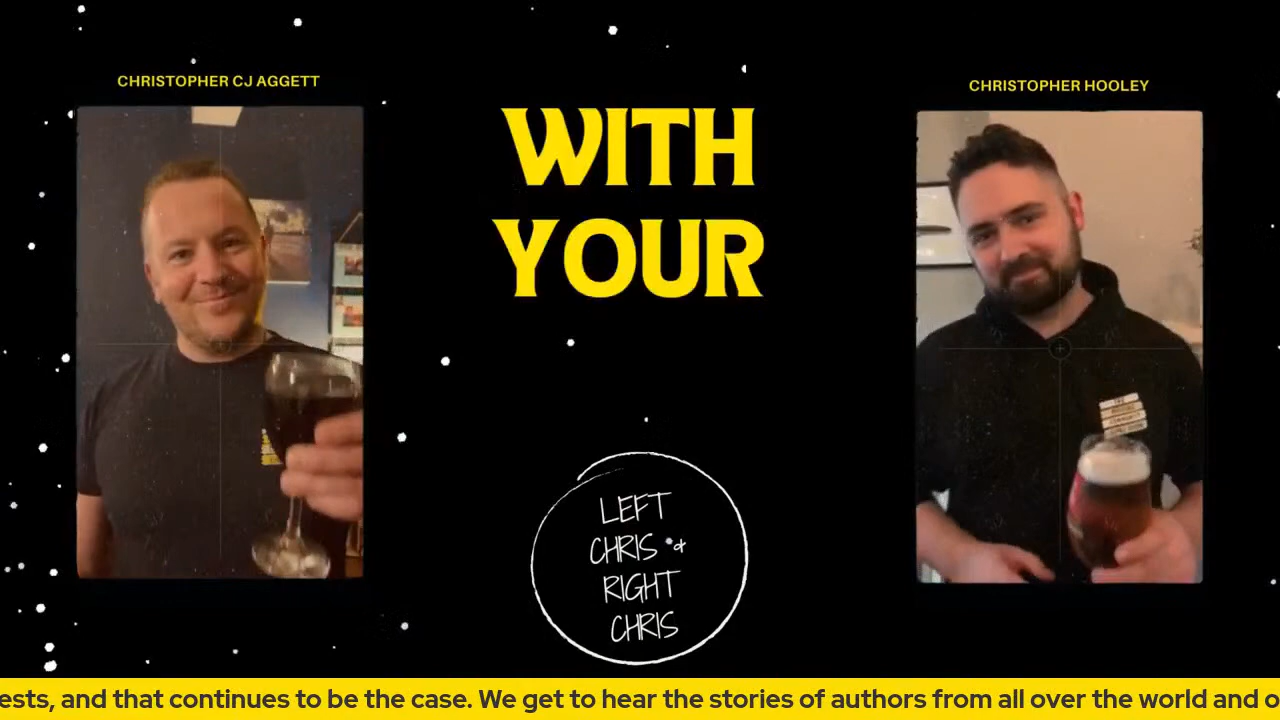 CHRISTOPHER CJ AGGETT
CHRISTOPHER HOOLEY
WITH
YOUR
LEFT
CHRIS &
RIGHT
CHRIS
ests, and that continues to be the case. We get to hear the stories of authors from all over the world and o